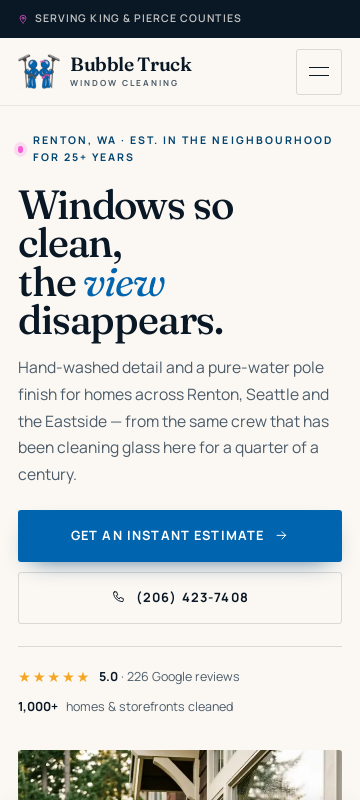 SERVING KING & PIERCE COUNTIES
Bubble Truck
WINDOW CLEANING
RENTON, WA · EST. IN THE NEIGHBOURHOOD
FOR 25+ YEARS
Windows so
clean,
the view
disappears.
Hand-washed detail and a pure-water pole
finish for homes across Renton, Seattle and
the Eastside — from the same crew that has
been cleaning glass here for a quarter of a
century.
GET AN INSTANT ESTIMATE →
(206) 423-7408
★★★★★ 5.0 · 226 Google reviews
1,000+ homes & storefronts cleaned